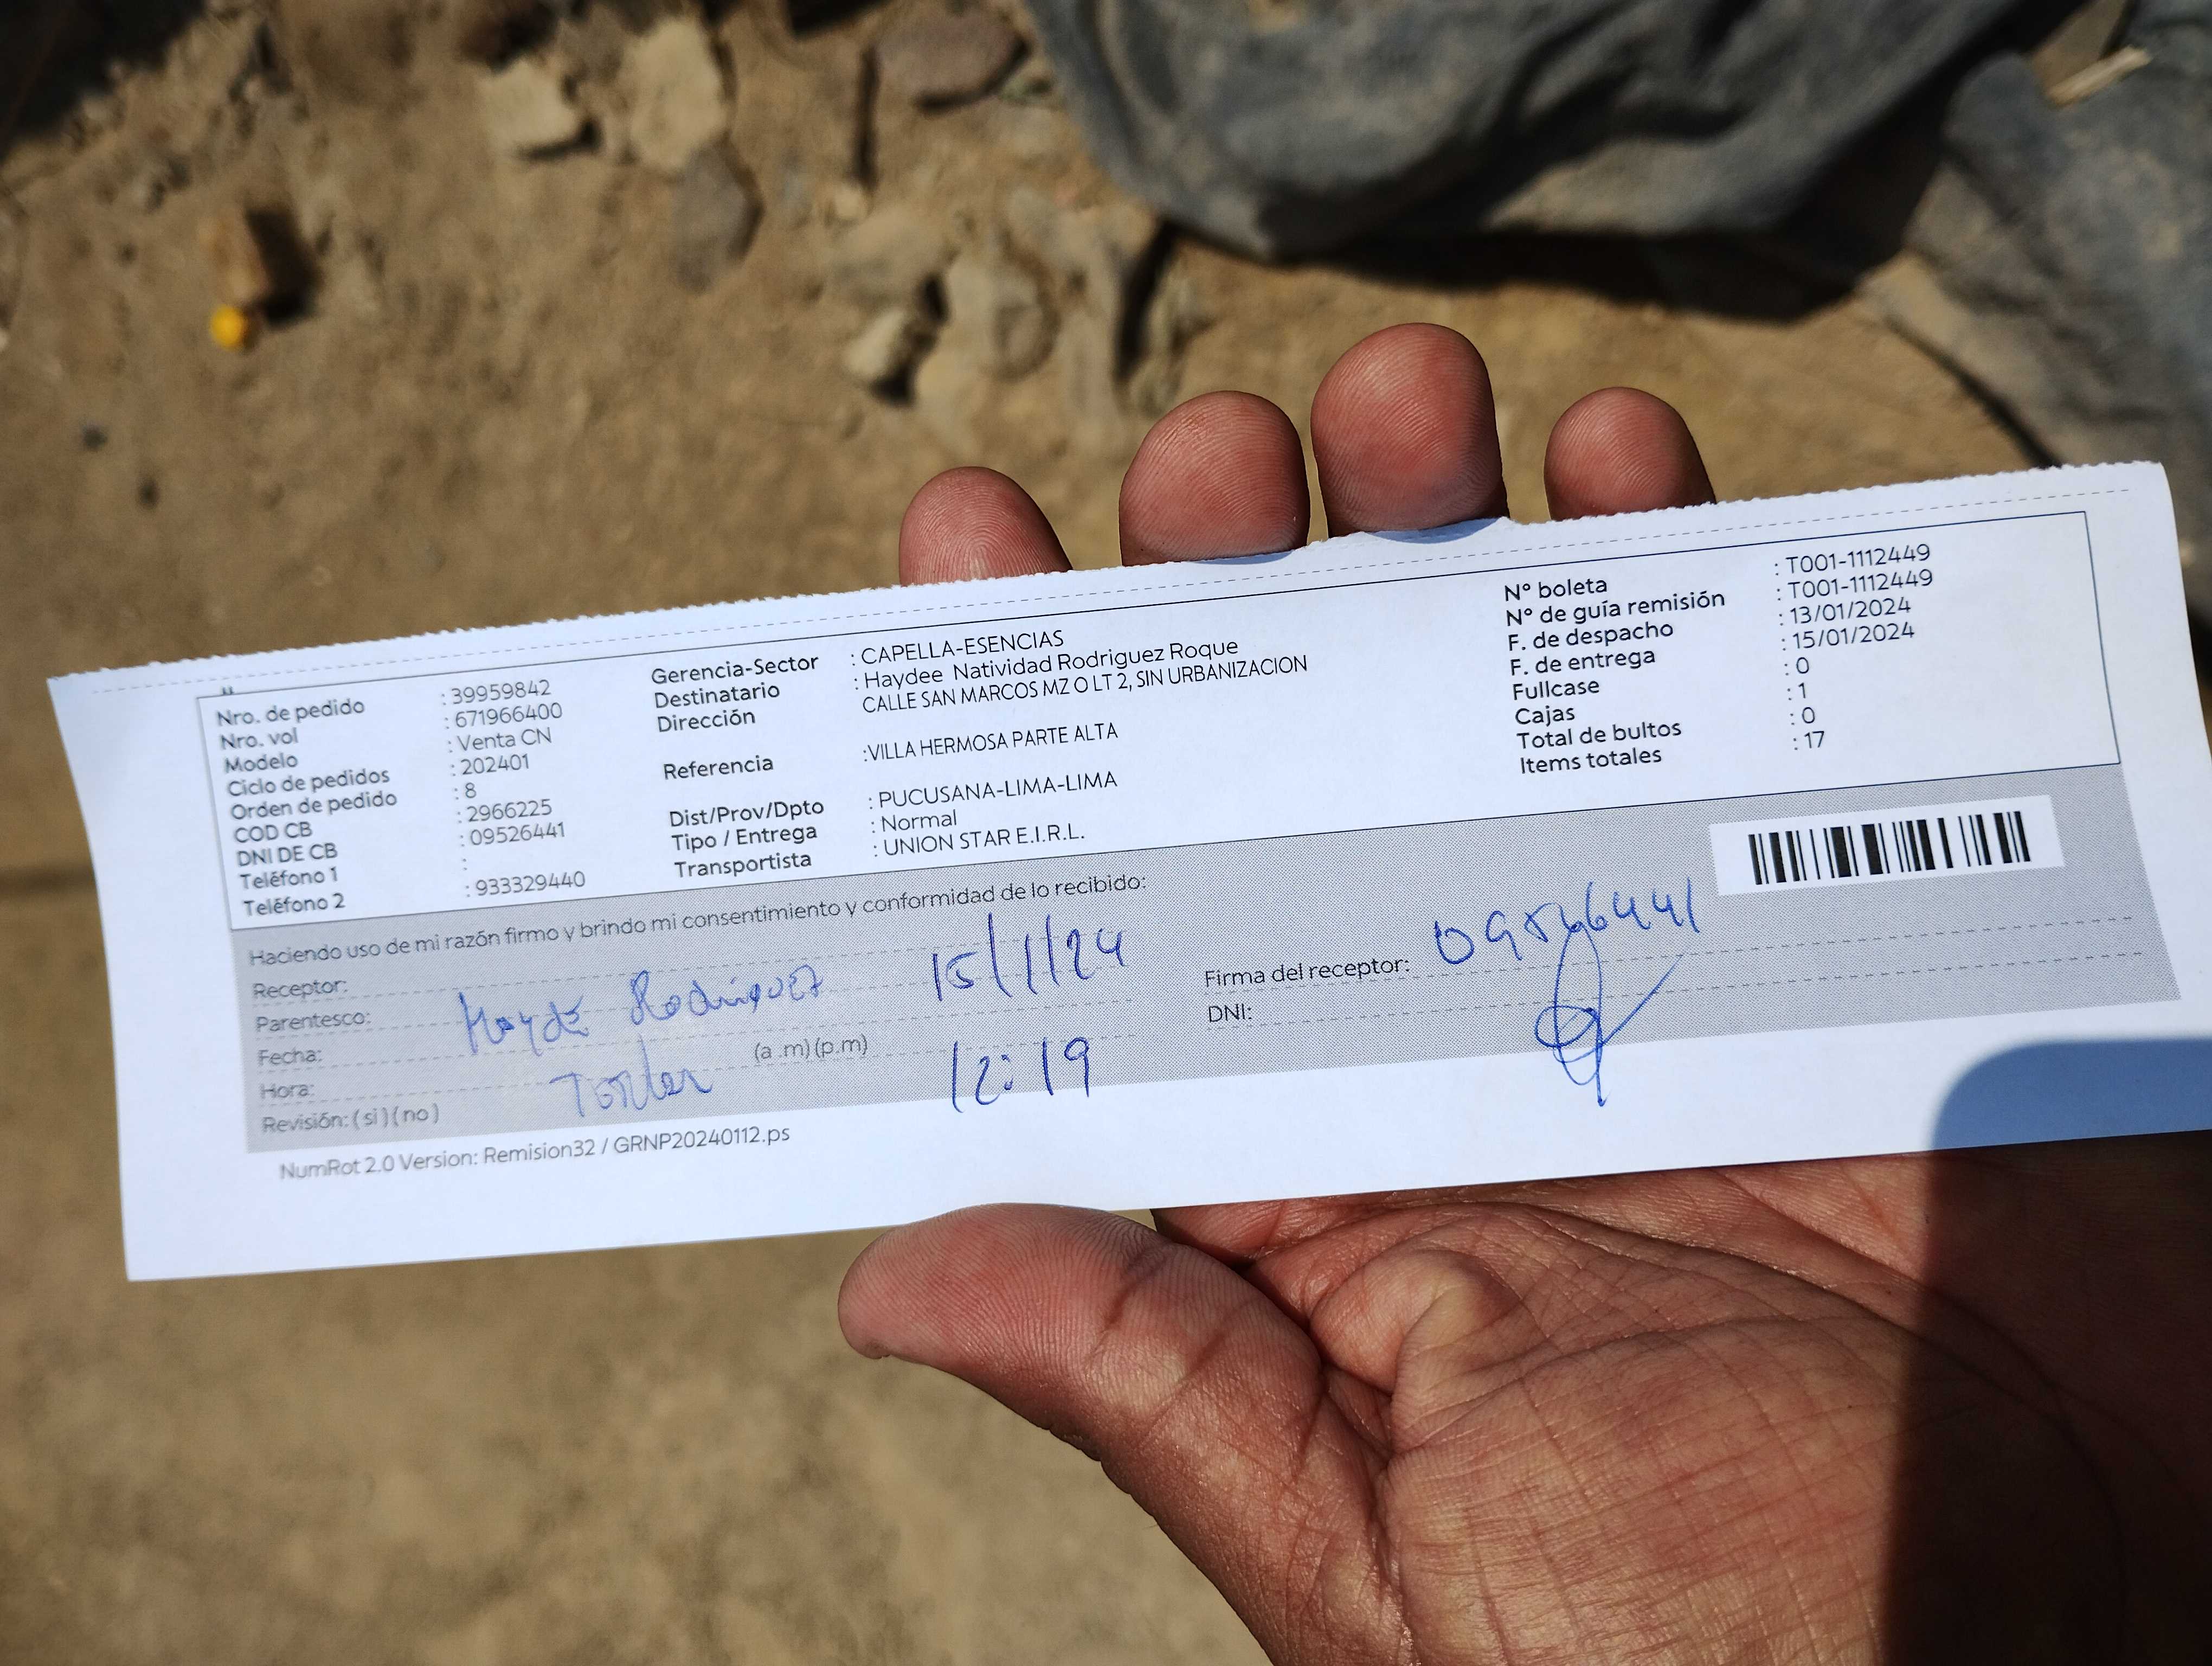 Nro. de pedido : 39959842
Nro. vol : 671966400
Modelo : Venta CN
Ciclo de pedidos : 202401
Orden de pedido : 8
COD CB : 2966225
DNI DE CB : 09526441
Teléfono 1 :
Teléfono 2 : 933329440
Gerencia-Sector : CAPELLA-ESENCIAS
Destinatario : Haydee Natividad Rodriguez Roque
Dirección CALLE SAN MARCOS MZ O LT 2, SIN URBANIZACION
Referencia :VILLA HERMOSA PARTE ALTA
Dist/Prov/Dpto : PUCUSANA-LIMA-LIMA
Tipo / Entrega : Normal
Transportista : UNION STAR E.I.R.L.
N° boleta : T001-1112449
N° de guía remisión : T001-1112449
F. de despacho : 13/01/2024
F. de entrega : 15/01/2024
Fullcase : 0
Cajas : 1
Total de bultos : 0
Items totales : 17
Haciendo uso de mi razón firmo y brindo mi consentimiento y conformidad de lo recibido:
Receptor:
Parentesco: Haydé Rodriguez 15/1/24
Fecha:
Hora: (a .m) (p.m) 12:19
Revisión: ( si ) ( no )
Firma del receptor:
DNI:
NumRot 2.0 Version: Remision32 / GRNP20240112.ps